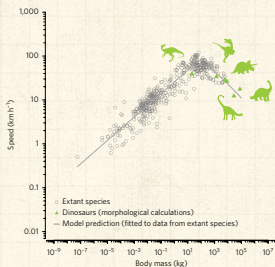 1,000
100
10
1
0.1
0.01
Speed (km h⁻¹)
Extant species
Dinosaurs (morphological calculations)
Model prediction (fitted to data from extant species)
10⁻⁹ 10⁻⁷ 10⁻⁵ 10⁻³ 10⁻¹ 10¹ 10³ 10⁵ 10⁷
Body mass (kg)